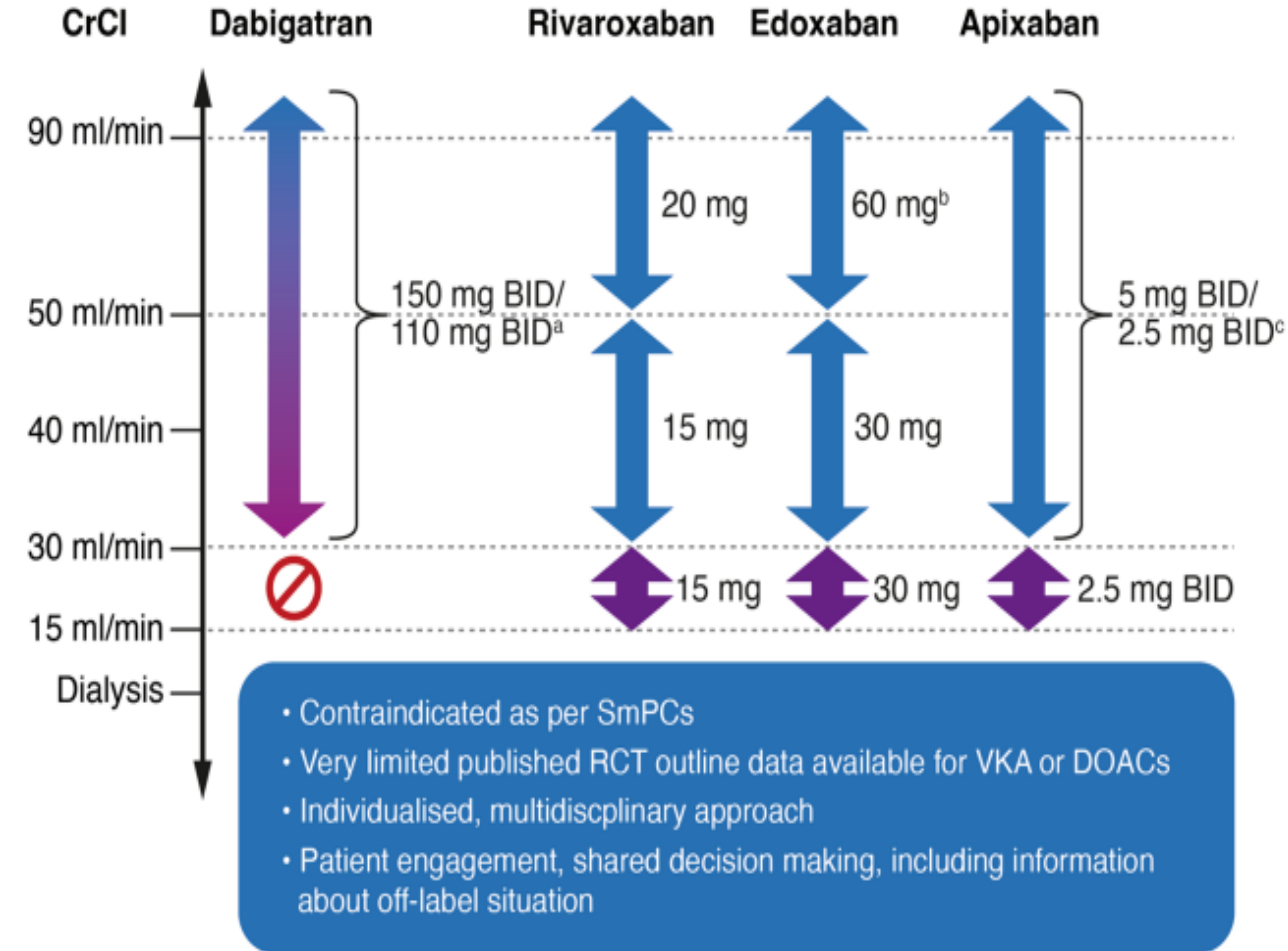 CrCl Dabigatran Rivaroxaban Edoxaban Apixaban
90 ml/min
20 mg 60 mgᵇ
50 ml/min
150 mg BID/
110 mg BIDᵃ
5 mg BID/
2.5 mg BIDᶜ
40 ml/min
15 mg 30 mg
30 ml/min
15 mg 30 mg 2.5 mg BID
15 ml/min
Dialysis
• Contraindicated as per SmPCs
• Very limited published RCT outline data available for VKA or DOACs
• Individualised, multidiscplinary approach
• Patient engagement, shared decision making, including information
about off-label situation